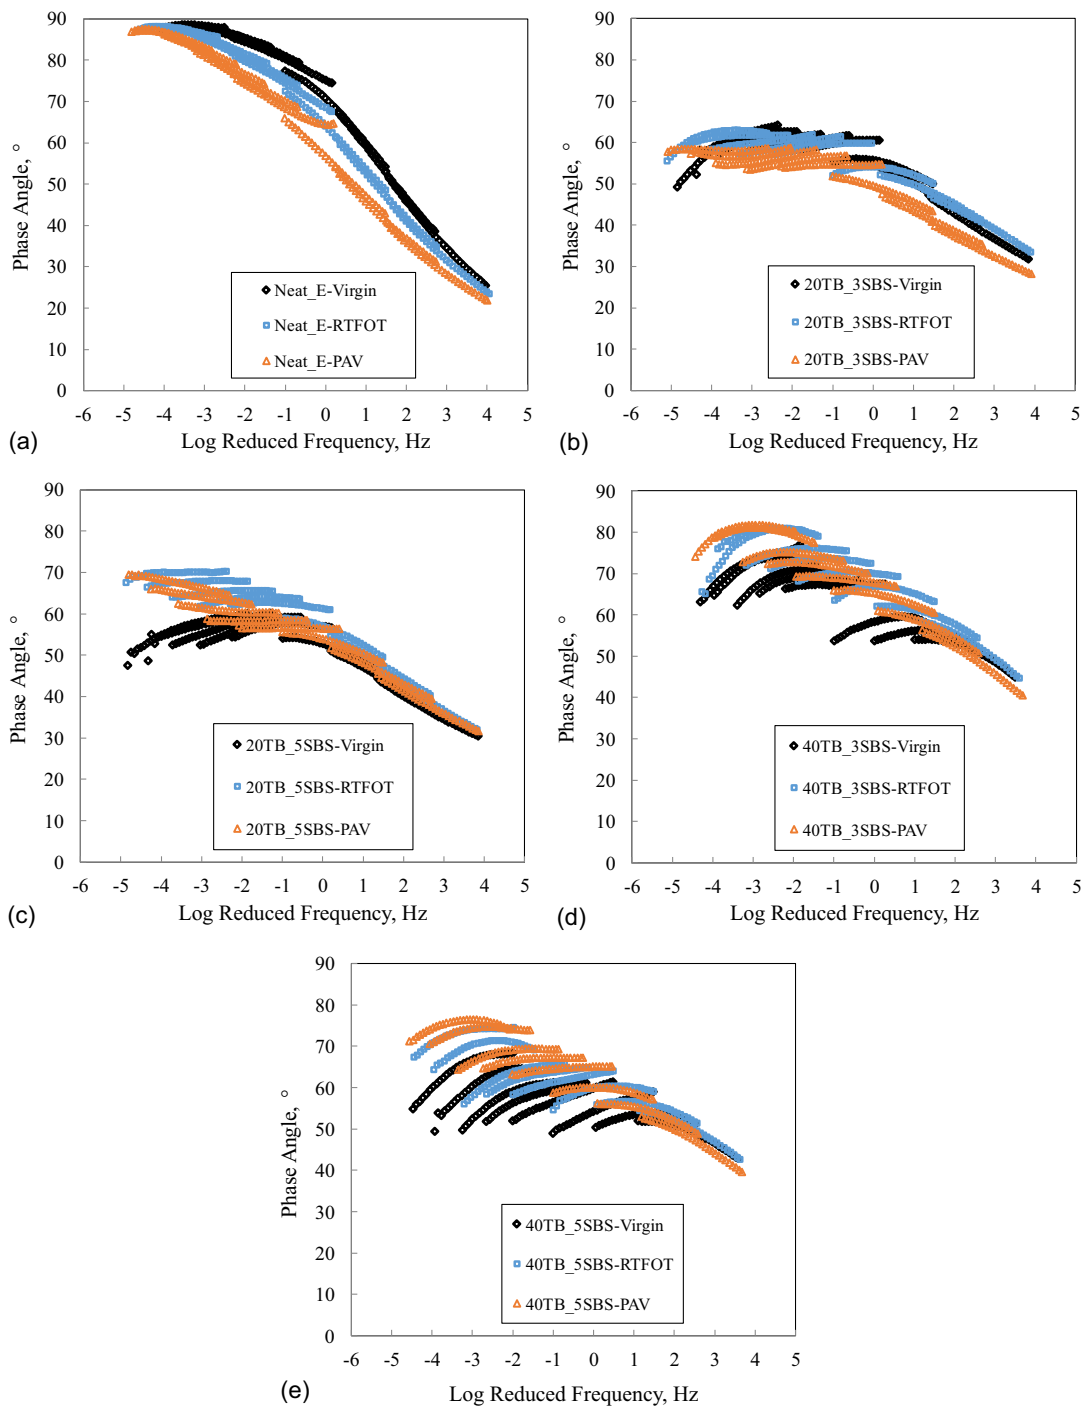 90
80
70
60
50
40
30
20
10
0
Phase Angle, °
Neat_E-Virgin
Neat_E-RTFOT
Neat_E-PAV
-6 -5 -4 -3 -2 -1 0 1 2 3 4 5
Log Reduced Frequency, Hz
(a)
90
80
70
60
50
40
30
20
10
0
Phase Angle, °
20TB_3SBS-Virgin
20TB_3SBS-RTFOT
20TB_3SBS-PAV
-6 -5 -4 -3 -2 -1 0 1 2 3 4 5
Log Reduced Frequency, Hz
(b)
90
80
70
60
50
40
30
20
10
0
Phase Angle, °
20TB_5SBS-Virgin
20TB_5SBS-RTFOT
20TB_5SBS-PAV
-6 -5 -4 -3 -2 -1 0 1 2 3 4 5
Log Reduced Frequency, Hz
(c)
90
80
70
60
50
40
30
20
10
0
Phase Angle, °
40TB_3SBS-Virgin
40TB_3SBS-RTFOT
40TB_3SBS-PAV
-6 -5 -4 -3 -2 -1 0 1 2 3 4 5
Log Reduced Frequency, Hz
(d)
90
80
70
60
50
40
30
20
10
0
Phase Angle, °
40TB_5SBS-Virgin
40TB_5SBS-RTFOT
40TB_5SBS-PAV
-6 -5 -4 -3 -2 -1 0 1 2 3 4 5
Log Reduced Frequency, Hz
(e)